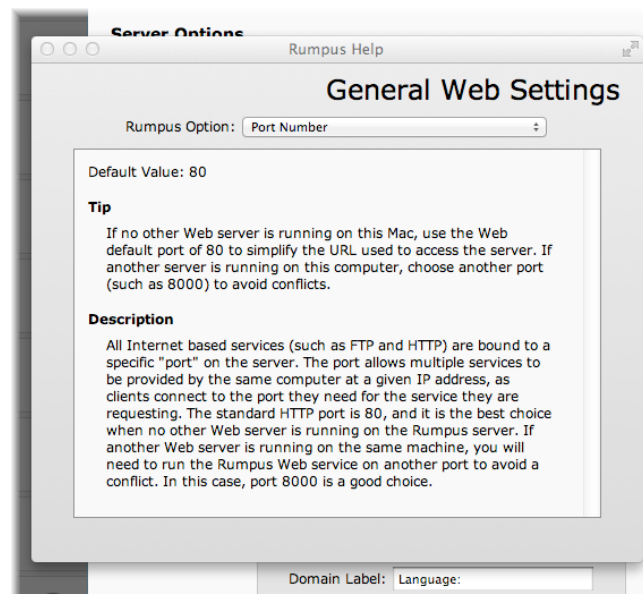 Server Options
Rumpus Help
General Web Settings
Rumpus Option: Port Number
Default Value: 80
Tip
If no other Web server is running on this Mac, use the Web
default port of 80 to simplify the URL used to access the server. If
another server is running on this computer, choose another port
(such as 8000) to avoid conflicts.
Description
All Internet based services (such as FTP and HTTP) are bound to a
specific "port" on the server. The port allows multiple services to
be provided by the same computer at a given IP address, as
clients connect to the port they need for the service they are
requesting. The standard HTTP port is 80, and it is the best choice
when no other Web server is running on the Rumpus server. If
another Web server is running on the same machine, you will
need to run the Rumpus Web service on another port to avoid a
conflict. In this case, port 8000 is a good choice.
Domain Label: Language: